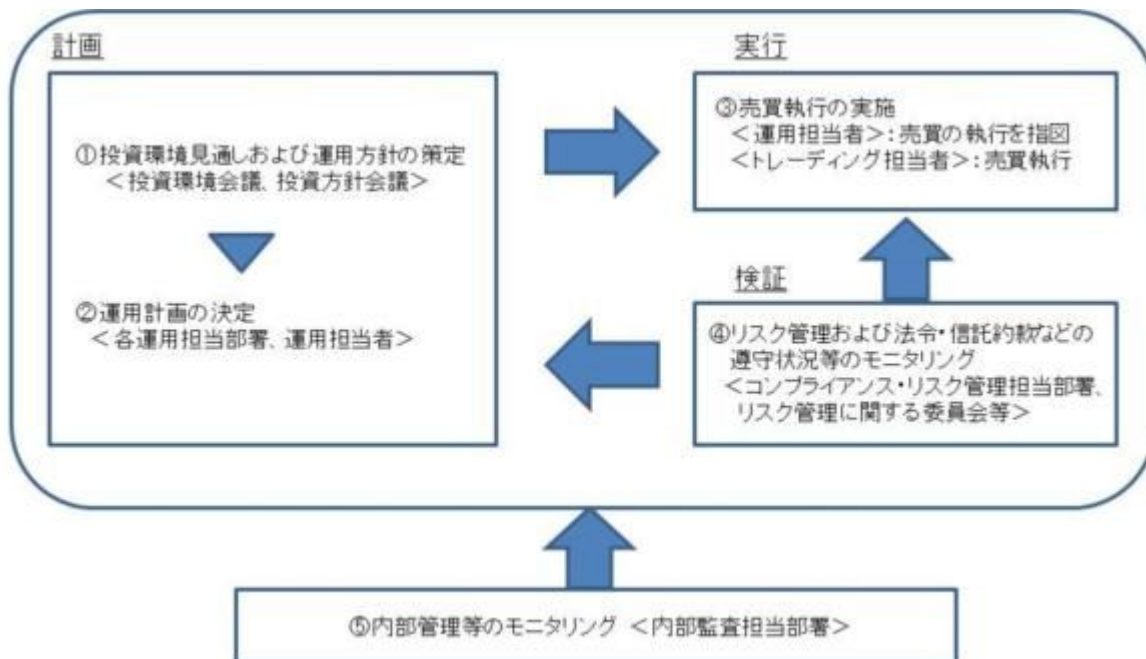 計画
①投資環境見通しおよび運用方針の策定
＜投資環境会議、投資方針会議＞
②運用計画の決定
＜各運用担当部署、運用担当者＞
実行
③売買執行の実施
＜運用担当者＞：売買の執行を指図
＜トレーディング担当者＞：売買執行
検証
④リスク管理および法令・信託約款などの
遵守状況等のモニタリング
＜コンプライアンス・リスク管理担当部署、
リスク管理に関する委員会等＞
⑤内部管理等のモニタリング ＜内部監査担当部署＞